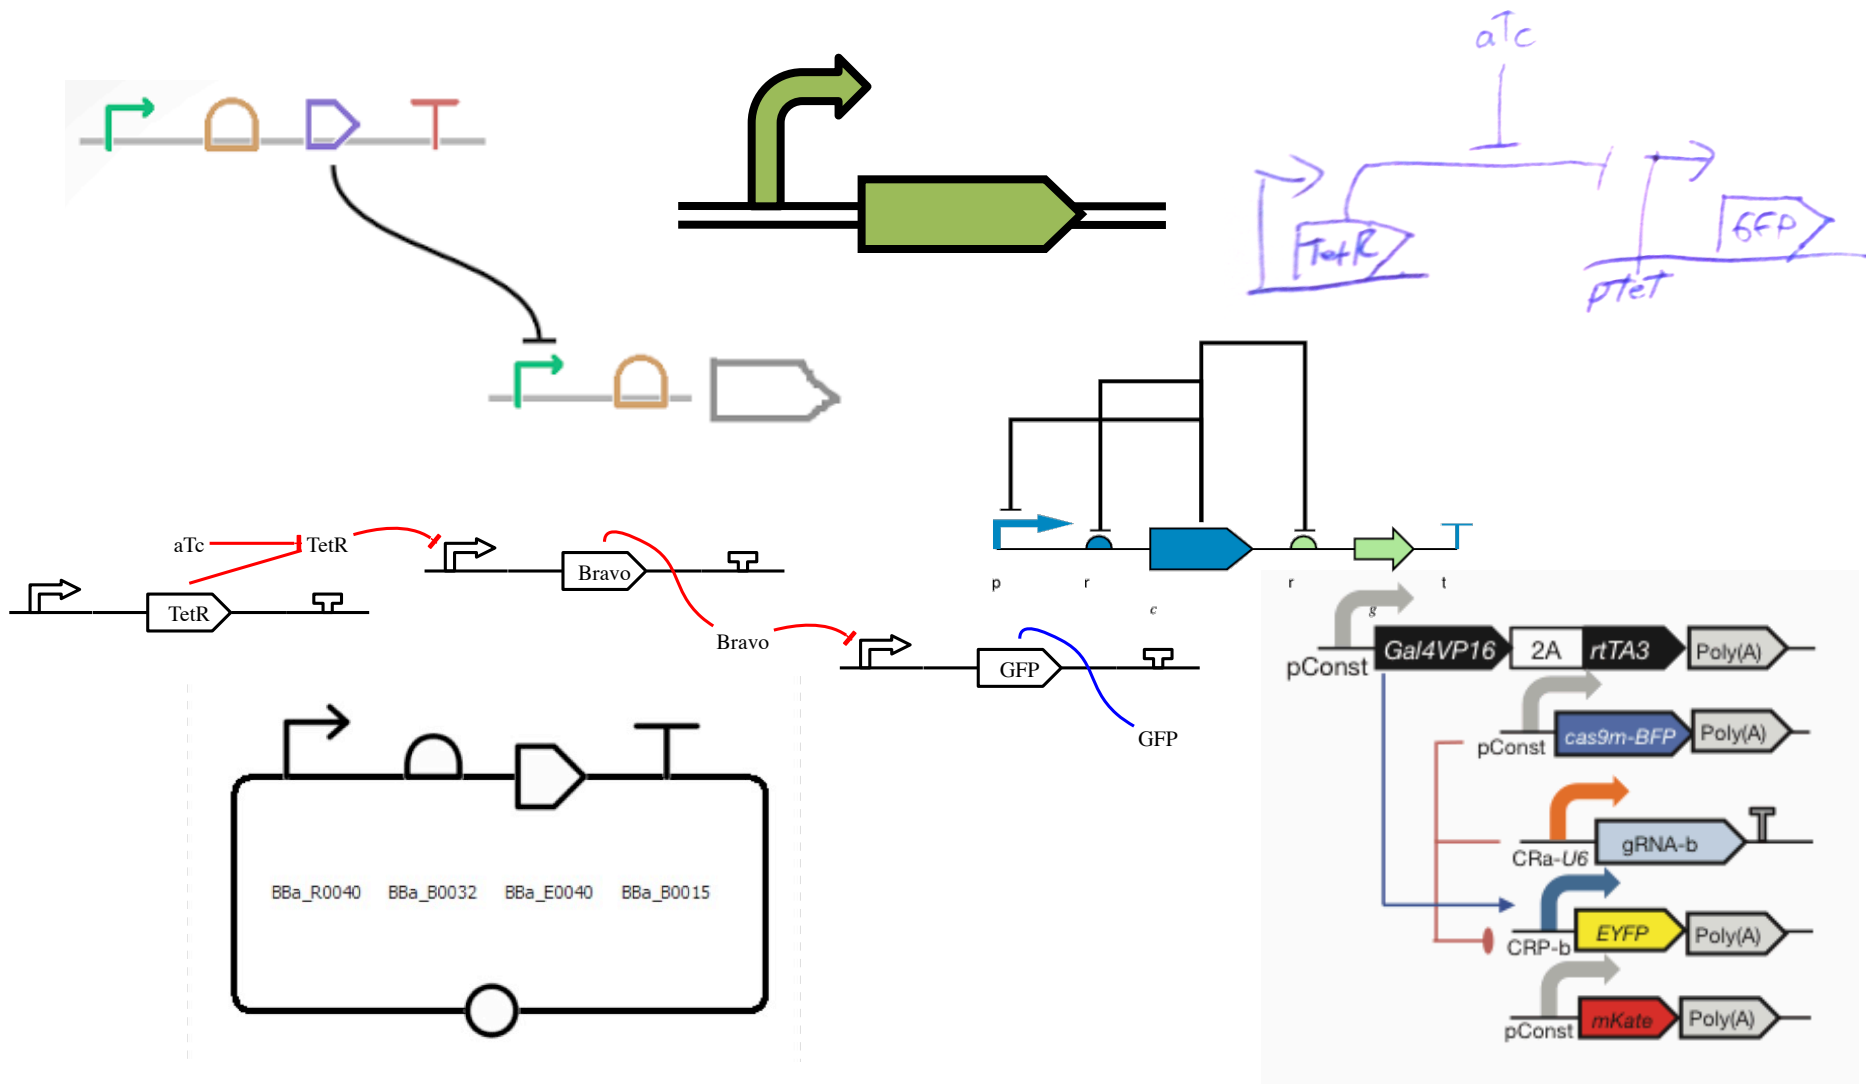 aTc
TetR
GFP
pTeT
aTc
TetR
TetR
Bravo
Bravo
GFP
GFP
p
r
c
r
g
t
BBa_R0040 BBa_B0032 BBa_E0040 BBa_B0015
pConst Gal4VP16 2A rtTA3 Poly(A)
pConst cas9m-BFP Poly(A)
CRa-U6 gRNA-b
CRP-b EYFP Poly(A)
pConst mKate Poly(A)